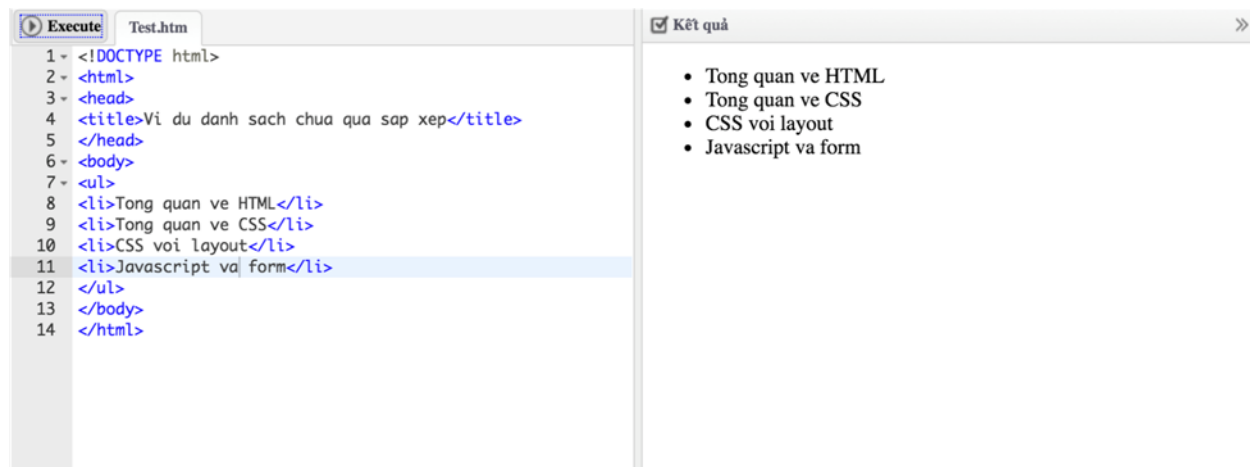 Execute
Test.htm
Kết quả
1 <!DOCTYPE html>
2 <html>
3 <head>
4 <title>Vi du danh sach chua qua sap xep</title>
5 </head>
6 <body>
7 <ul>
8 <li>Tong quan ve HTML</li>
9 <li>Tong quan ve CSS</li>
10 <li>CSS voi layout</li>
11 <li>Javascript va form</li>
12 </ul>
13 </body>
14 </html>
• Tong quan ve HTML
• Tong quan ve CSS
• CSS voi layout
• Javascript va form